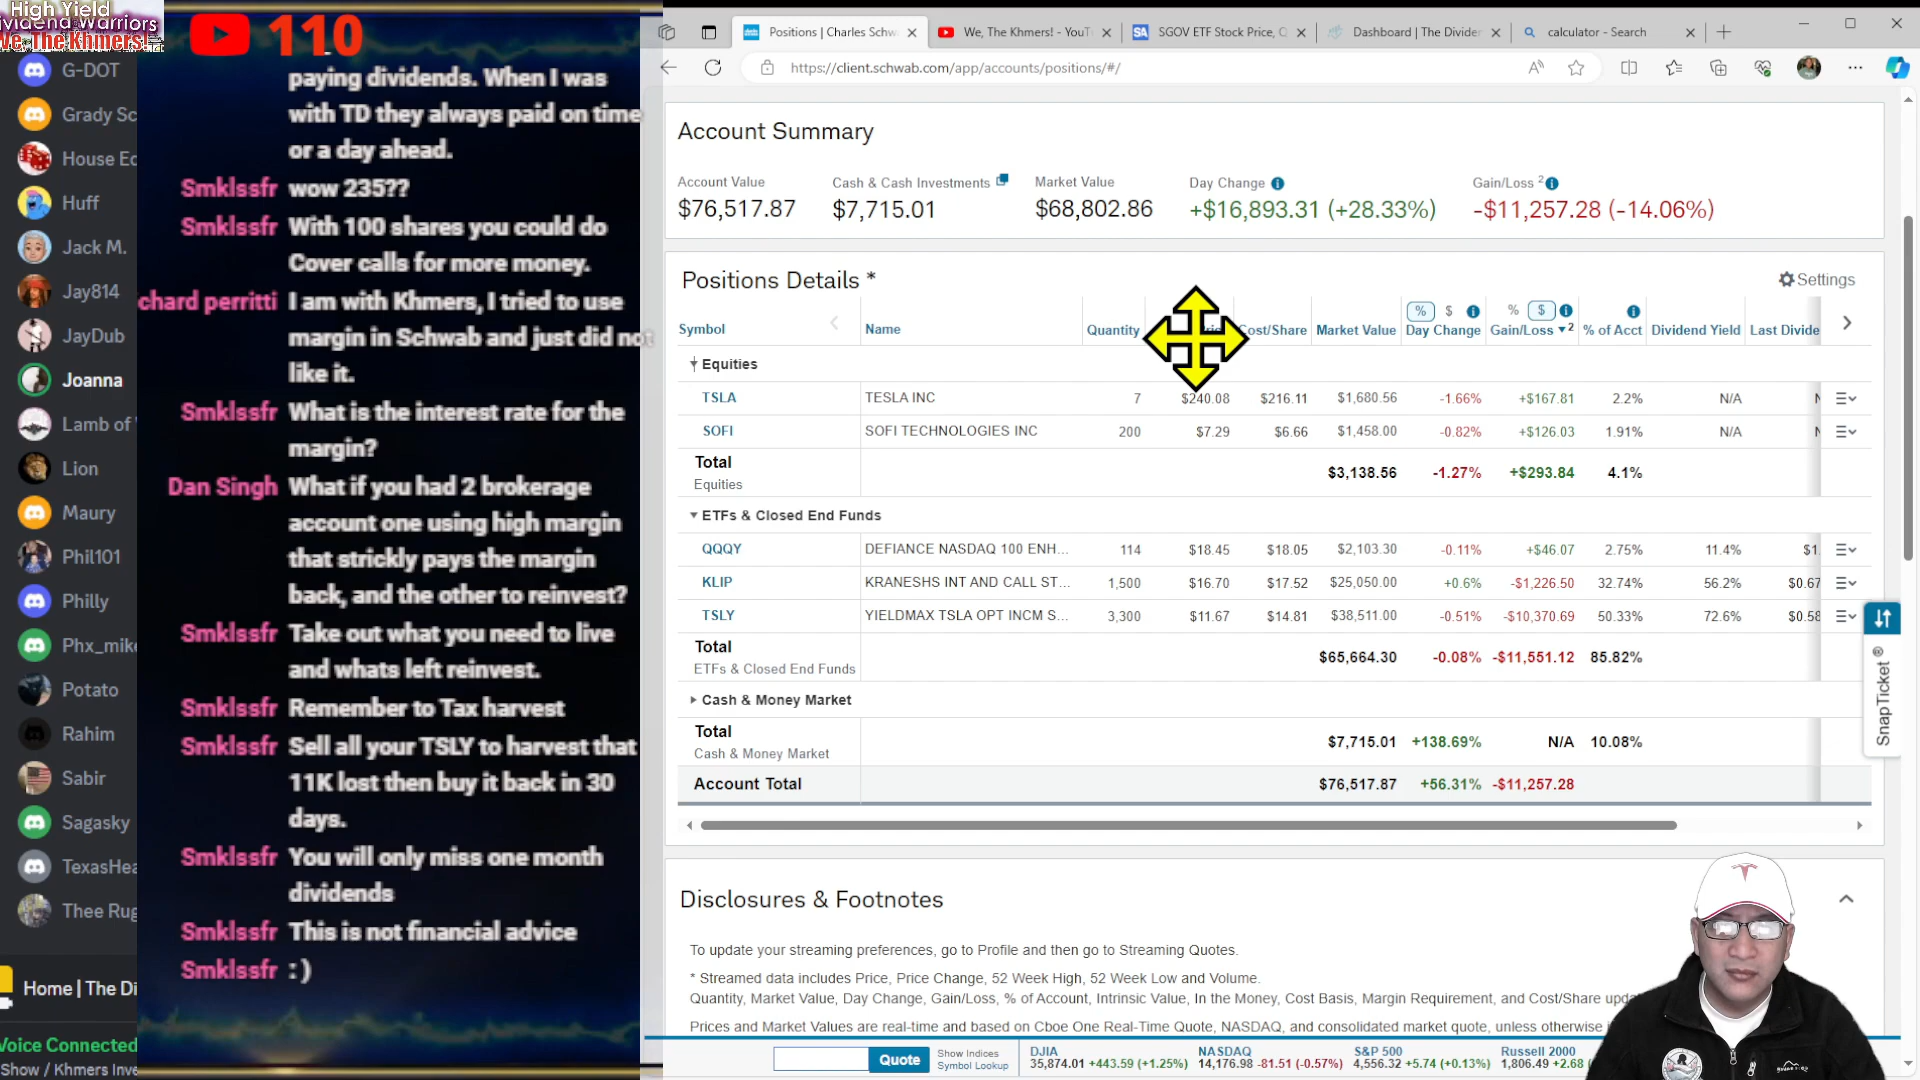 High Yield
Dividend Warriors
We, The Khmers!
110
G-DOT
Grady Sc
House Ec
Huff
Jack M.
Jay814
JayDub
Joanna
Lamb of
Lion
Maury
Phil101
Philly
Phx_mike
Potato
Rahim
Sabir
Sagasky
TexasHea
Thee Rug
Home | The Di
Voice Connected
Show / Khmers Inve
paying dividends. When I was
with TD they always paid on time
or a day ahead.
Smklssfr wow 235??
Smklssfr With 100 shares you could do
Cover calls for more money.
chard perritti I am with Khmers, I tried to use
margin in Schwab and just did not
like it.
Smklssfr What is the interest rate for the
margin?
Dan Singh What if you had 2 brokerage
account one using high margin
that strickly pays the margin
back, and the other to reinvest?
Smklssfr Take out what you need to live
and whats left reinvest.
Smklssfr Remember to Tax harvest
Smklssfr Sell all your TSLY to harvest that
11K lost then buy it back in 30
days.
Smklssfr You will only miss one month
dividends
Smklssfr This is not financial advice
Smklssfr : )
Positions | Charles Schw
We, The Khmers! - YouT
SA SGOV ETF Stock Price, Q
Dashboard | The Divider
calculator - Search
https://client.schwab.com/app/accounts/positions/#/
Account Summary
Account Value Cash & Cash Investments Market Value Day Change Gain/Loss 2
$76,517.87 $7,715.01 $68,802.86 +$16,893.31 (+28.33%) -$11,257.28 (-14.06%)
Positions Details *
Settings
% $ % $
Symbol Name Quantity Cost/Share Market Value Day Change Gain/Loss 2 % of Acct Dividend Yield Last Divide
Equities
TSLA TESLA INC 7 $240.08 $216.11 $1,680.56 -1.66% +$167.81 2.2% N/A
SOFI SOFI TECHNOLOGIES INC 200 $7.29 $6.66 $1,458.00 -0.82% +$126.03 1.91% N/A
Total
Equities
$3,138.56 -1.27% +$293.84 4.1%
ETFs & Closed End Funds
QQQY DEFIANCE NASDAQ 100 ENH... 114 $18.45 $18.05 $2,103.30 -0.11% +$46.07 2.75% 11.4% $1.
KLIP KRANESHS INT AND CALL ST... 1,500 $16.70 $17.52 $25,050.00 +0.6% -$1,226.50 32.74% 56.2% $0.67
TSLY YIELDMAX TSLA OPT INCM S... 3,300 $11.67 $14.81 $38,511.00 -0.51% -$10,370.69 50.33% 72.6% $0.58
Total
ETFs & Closed End Funds
$65,664.30 -0.08% -$11,551.12 85.82%
Cash & Money Market
Total
Cash & Money Market
$7,715.01 +138.69% N/A 10.08%
Account Total $76,517.87 +56.31% -$11,257.28
SnapTicket®
Disclosures & Footnotes
To update your streaming preferences, go to Profile and then go to Streaming Quotes.
* Streamed data includes Price, Price Change, 52 Week High, 52 Week Low and Volume.
Quantity, Market Value, Day Change, Gain/Loss, % of Account, Intrinsic Value, In the Money, Cost Basis, Margin Requirement, and Cost/Share upda
Prices and Market Values are real-time and based on Cboe One Real-Time Quote, NASDAQ, and consolidated market quote, unless otherwise i
Quote
Show Indices
Symbol Lookup
DJIA
35,874.01 +443.59 (+1.25%)
NASDAQ
14,176.98 -81.51 (-0.57%)
S&P 500
4,556.32 +5.74 (+0.13%)
Russell 2000
1,806.49 +2.68